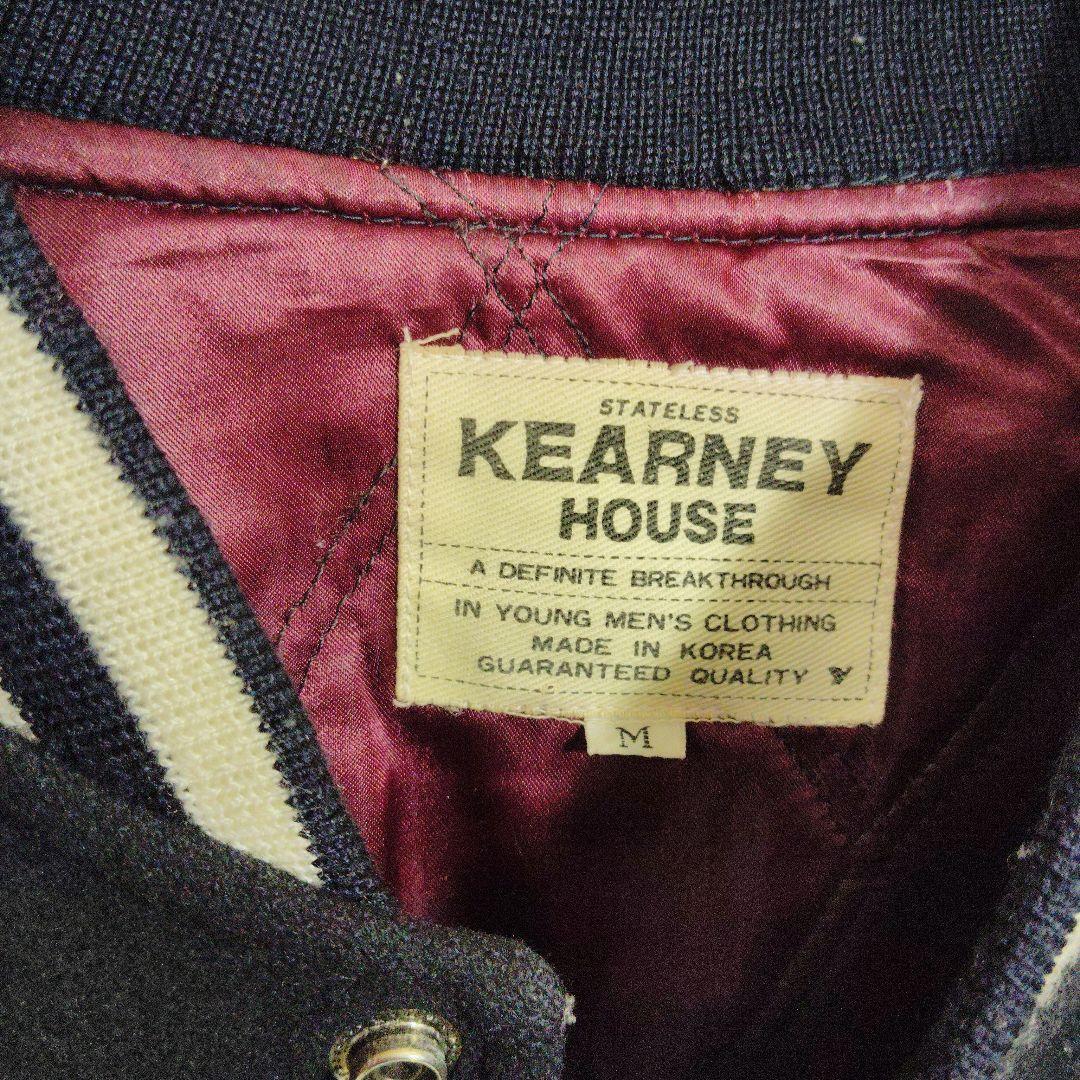 STATELESS
KEARNEY
HOUSE
A DEFINITE BREAKTHROUGH
IN YOUNG MEN'S CLOTHING
MADE IN KOREA
GUARANTEED QUALITY
M